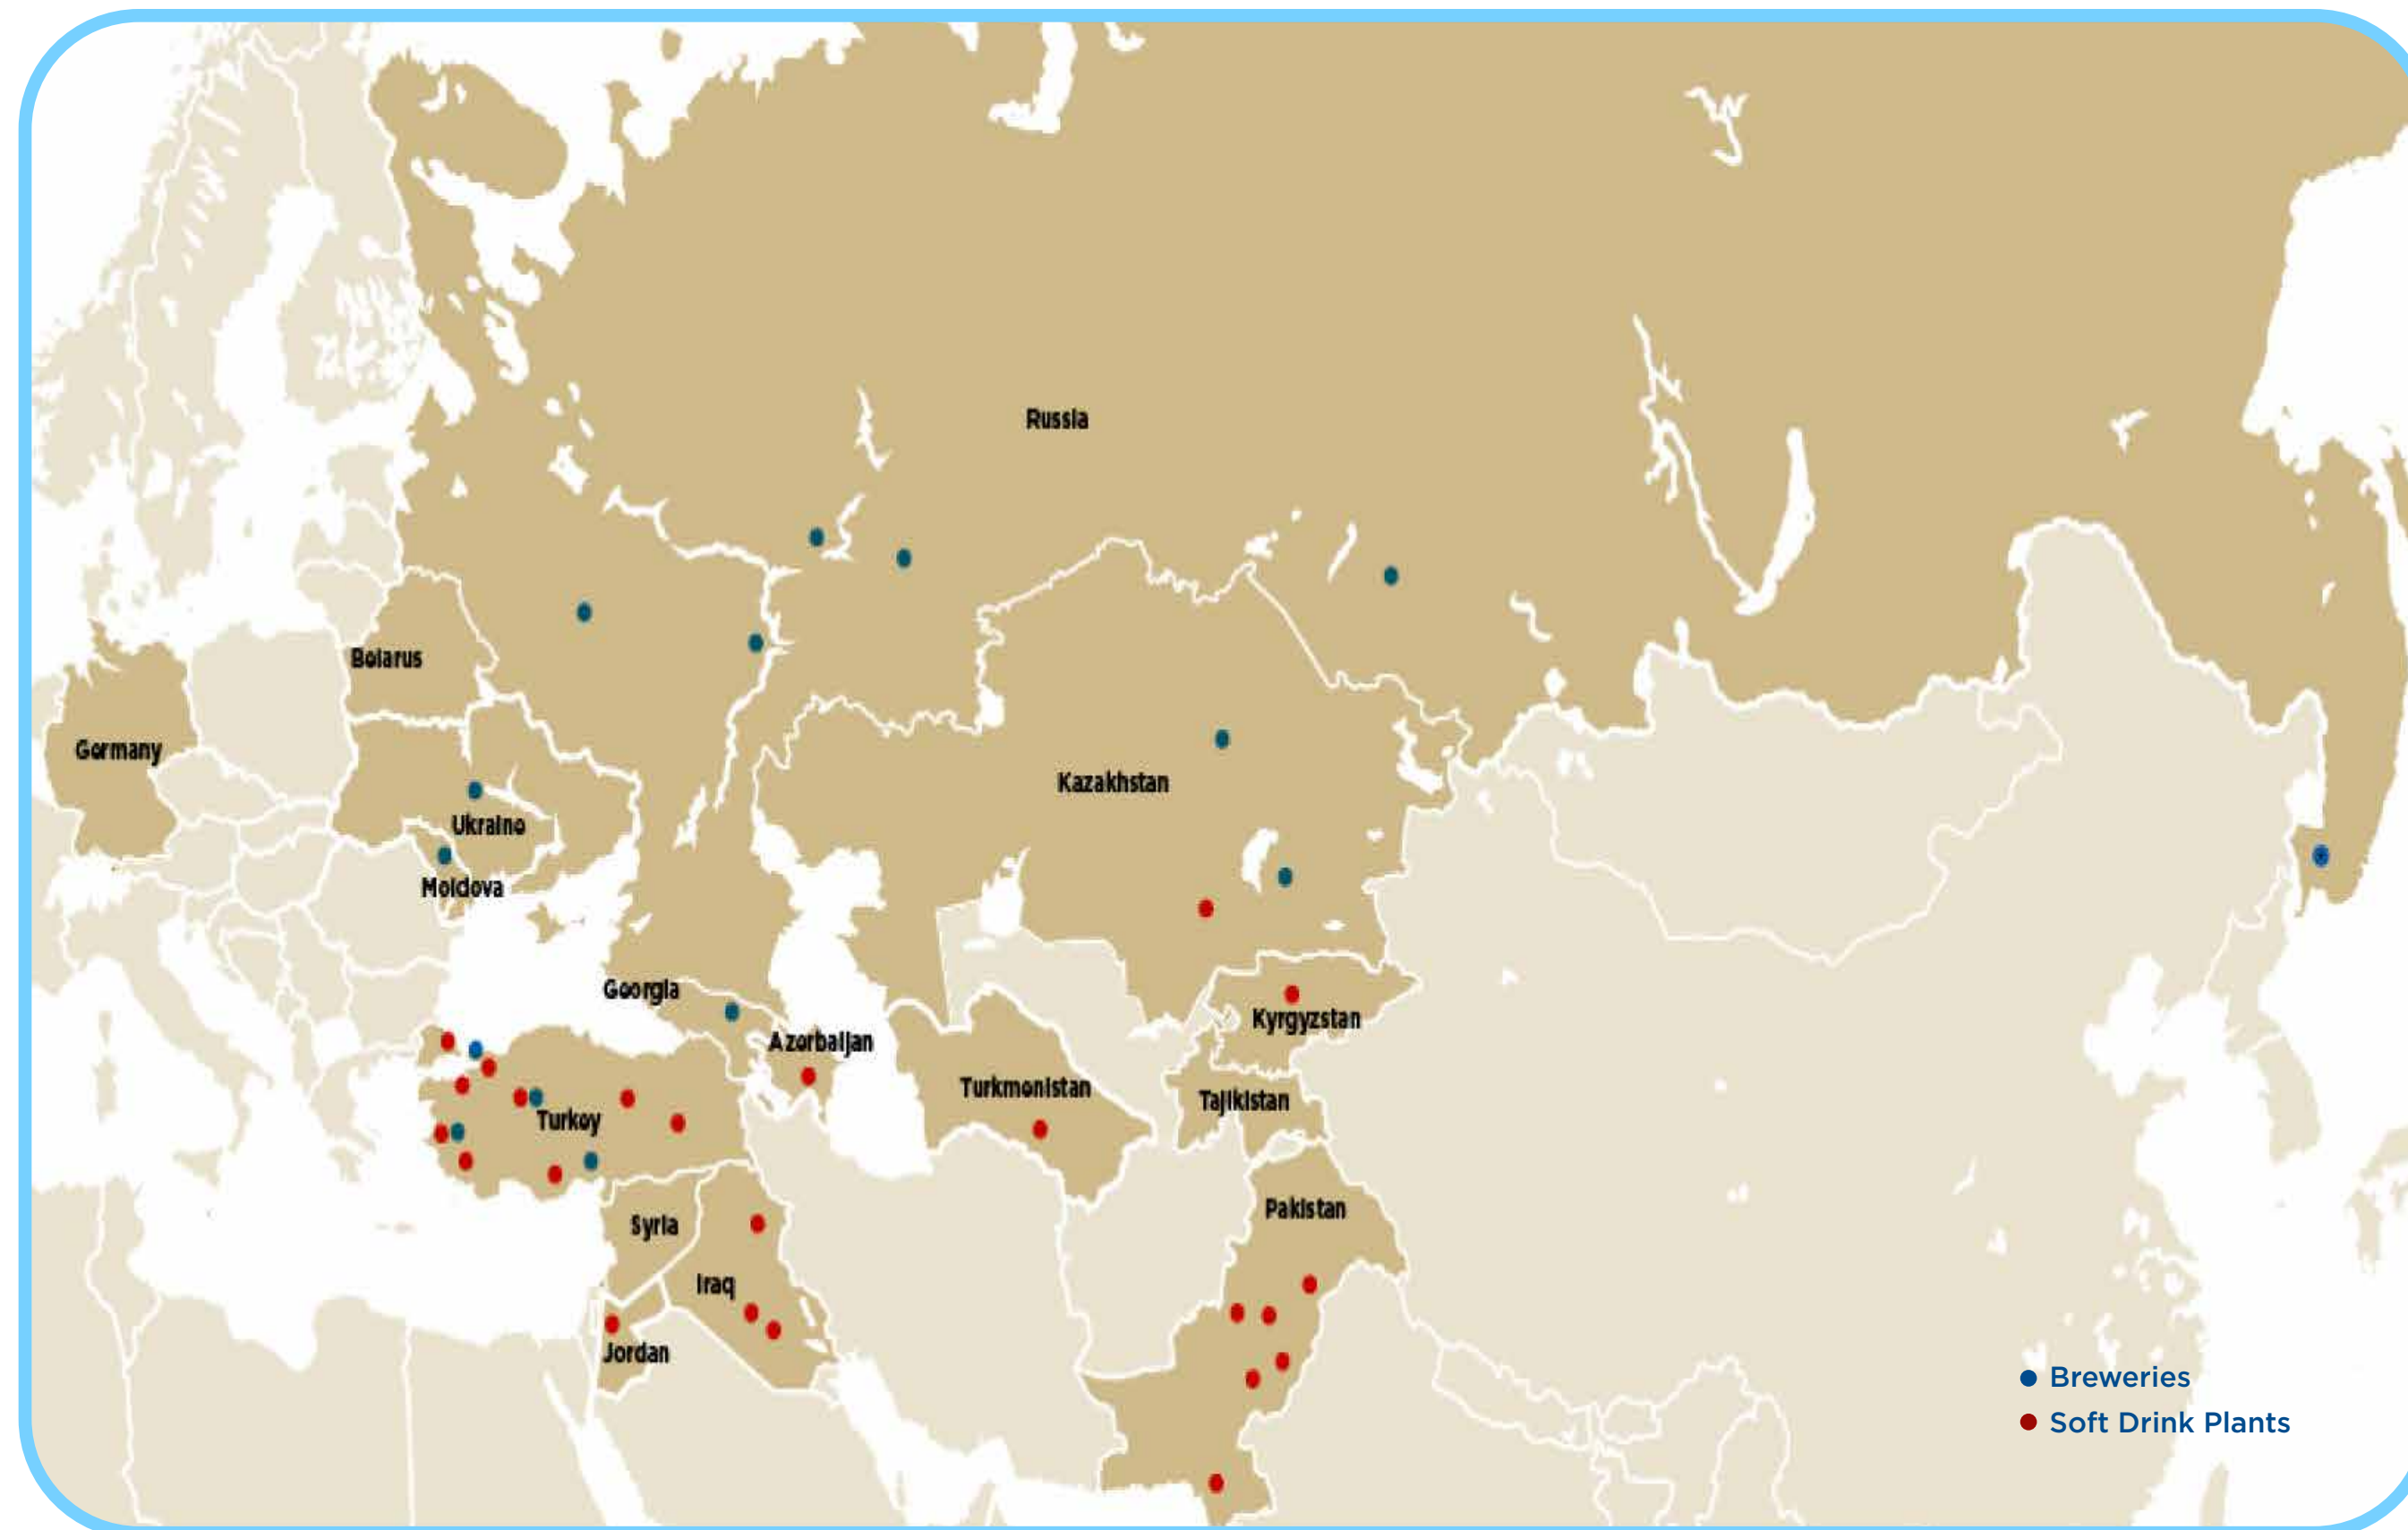 Russia
Belarus
Germany
Kazakhstan
Ukraine
Moldova
Georgia
Kyrgyzstan
Azerbaijan
Turkmenistan
Tajikistan
Turkey
Pakistan
Syria
Iraq
Jordan
Breweries
Soft Drink Plants